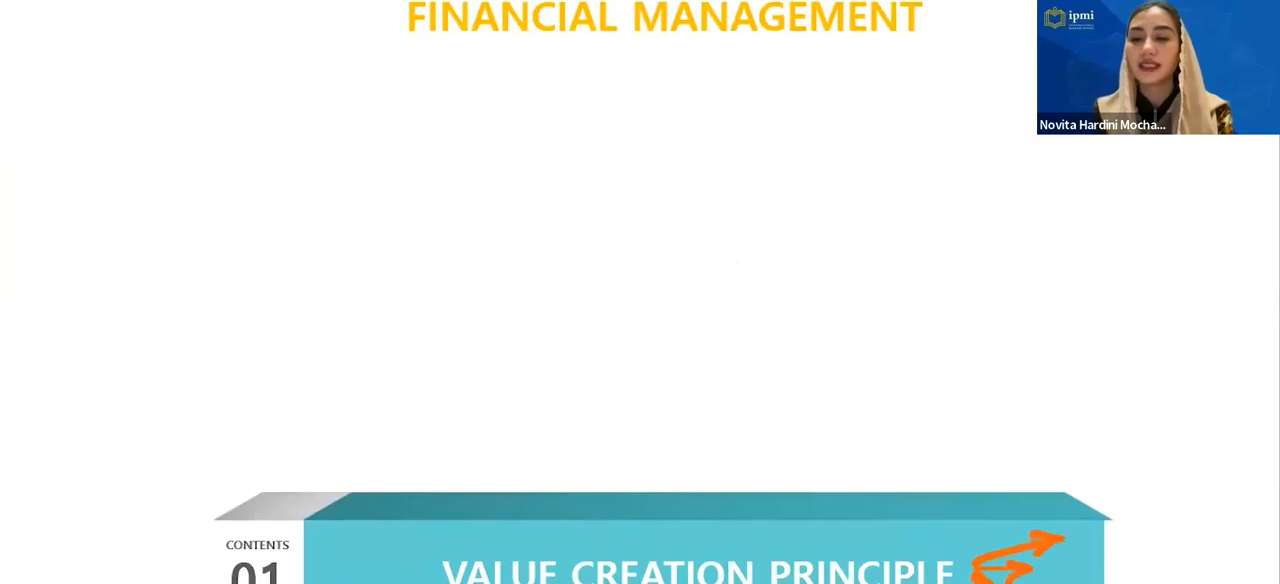 FINANCIAL MANAGEMENT
ipmi
Novita Hardini Mocha...
CONTENTS
01
VALUE CREATION PRINCIPLE